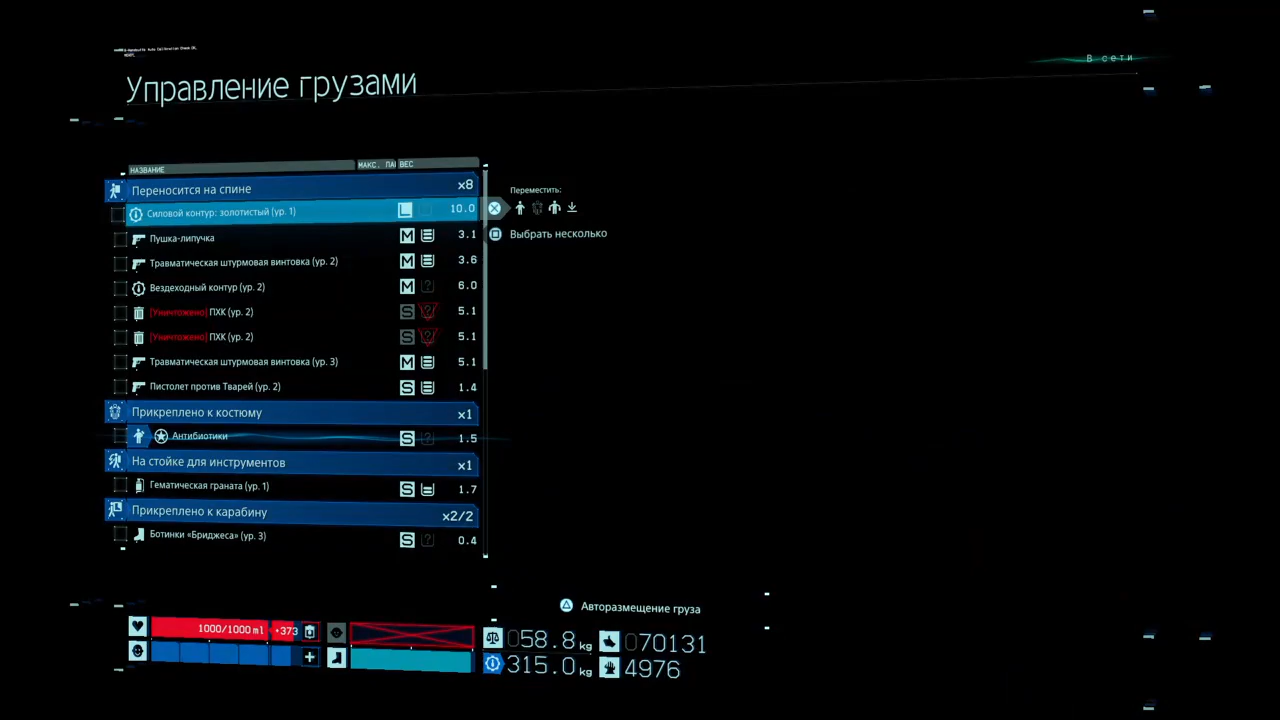 В сети
Управление грузами
НАЗВАНИЕ МАКС. ПА ВЕС
Переносится на спине x8
Силовой контур: золотистый (ур. 1) L 10.0
Переместить:
Пушка-липучка M 3.1
Выбрать несколько
Травматическая штурмовая винтовка (ур. 2) M 3.6
Вездеходный контур (ур. 2) M ? 6.0
[Уничтожено] ПХК (ур. 2) S ? 5.1
[Уничтожено] ПХК (ур. 2) S ? 5.1
Травматическая штурмовая винтовка (ур. 3) M 5.1
Пистолет против Тварей (ур. 2) S 1.4
Прикреплено к костюму x1
Антибиотики S ? 1.5
На стойке для инструментов x1
Гематическая граната (ур. 1) S 1.7
Прикреплено к карабину x2/2
Ботинки «Бриджеса» (ур. 3) S ? 0.4
Авторазмещение груза
1000/1000 ml +373
058.8 kg 070131
315.0 kg 4976